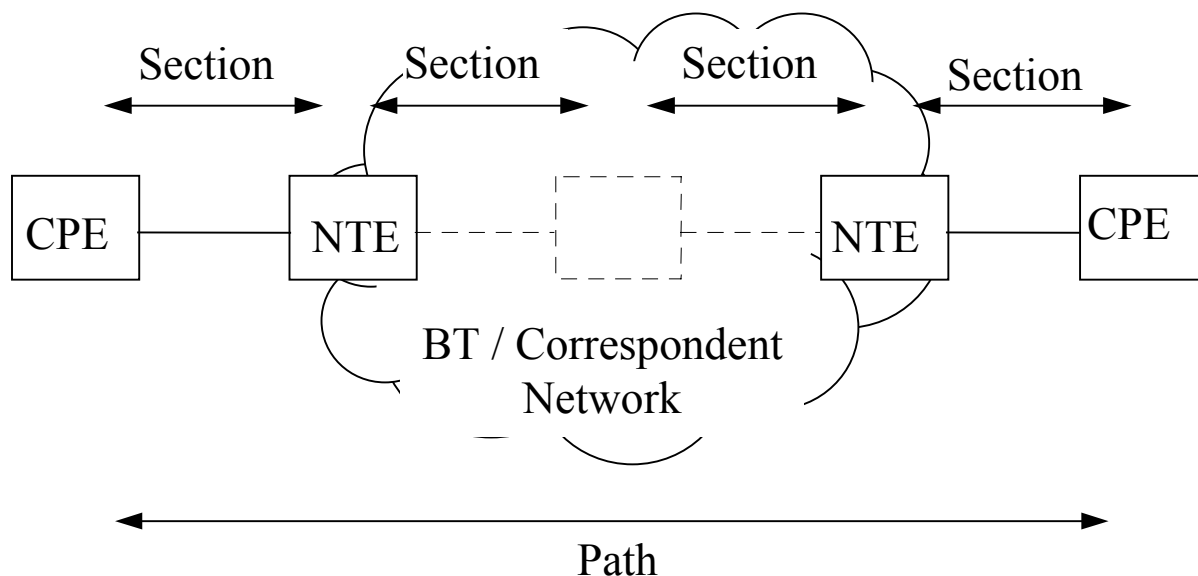 Section
Section
Section
Section
CPE
NTE
NTE
CPE
BT / Correspondent
Network
Path